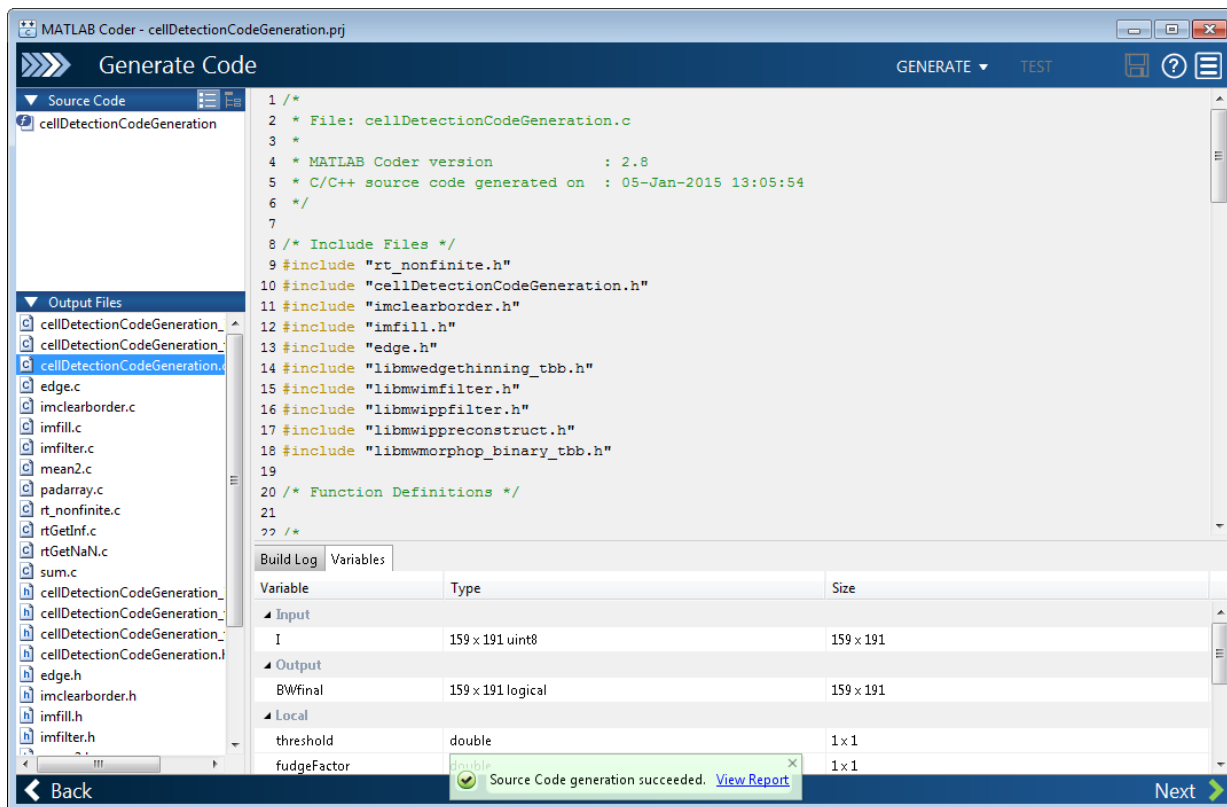 MATLAB Coder - cellDetectionCodeGeneration.prj
Generate Code
GENERATE
TEST
Source Code
cellDetectionCodeGeneration
Output Files
cellDetectionCodeGeneration_
cellDetectionCodeGeneration_
cellDetectionCodeGeneration.
edge.c
imclearborder.c
imfill.c
imfilter.c
mean2.c
padarray.c
rt_nonfinite.c
rtGetInf.c
rtGetNaN.c
sum.c
cellDetectionCodeGeneration_
cellDetectionCodeGeneration_
cellDetectionCodeGeneration_
cellDetectionCodeGeneration.h
edge.h
imclearborder.h
imfill.h
imfilter.h
1 /*
2 * File: cellDetectionCodeGeneration.c
3 *
4 * MATLAB Coder version : 2.8
5 * C/C++ source code generated on : 05-Jan-2015 13:05:54
6 */
7
8 /* Include Files */
9 #include "rt_nonfinite.h"
10 #include "cellDetectionCodeGeneration.h"
11 #include "imclearborder.h"
12 #include "imfill.h"
13 #include "edge.h"
14 #include "libmwedgethinning_tbb.h"
15 #include "libmwimfilter.h"
16 #include "libmwippfilter.h"
17 #include "libmwippreconstruct.h"
18 #include "libmwmorphop_binary_tbb.h"
19
20 /* Function Definitions */
21
22 /*
Build Log Variables
Variable Type Size
Input
I 159 x 191 uint8 159 x 191
Output
BWfinal 159 x 191 logical 159 x 191
Local
threshold double 1 x 1
fudgeFactor double 1 x 1
Source Code generation succeeded. View Report
Back
Next